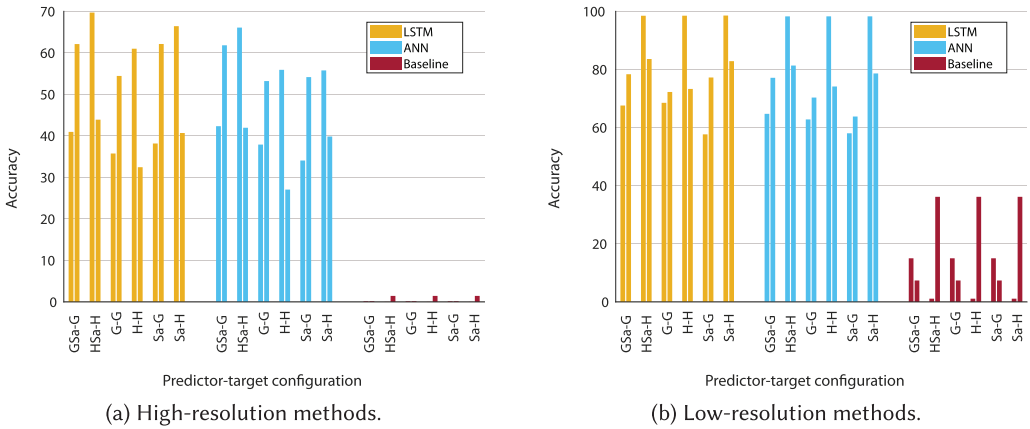 70
60
50
40
30
20
10
0
Accuracy
LSTM
ANN
Baseline
GSa-G
HSa-H
G-G
H-H
Sa-G
Sa-H
GSa-G
HSa-H
G-G
H-H
Sa-G
Sa-H
GSa-G
HSa-H
G-G
H-H
Sa-G
Sa-H
Predictor-target configuration
(a) High-resolution methods.
100
80
60
40
20
0
Accuracy
LSTM
ANN
Baseline
GSa-G
HSa-H
G-G
H-H
Sa-G
Sa-H
GSa-G
HSa-H
G-G
H-H
Sa-G
Sa-H
GSa-G
HSa-H
G-G
H-H
Sa-G
Sa-H
Predictor-target configuration
(b) Low-resolution methods.